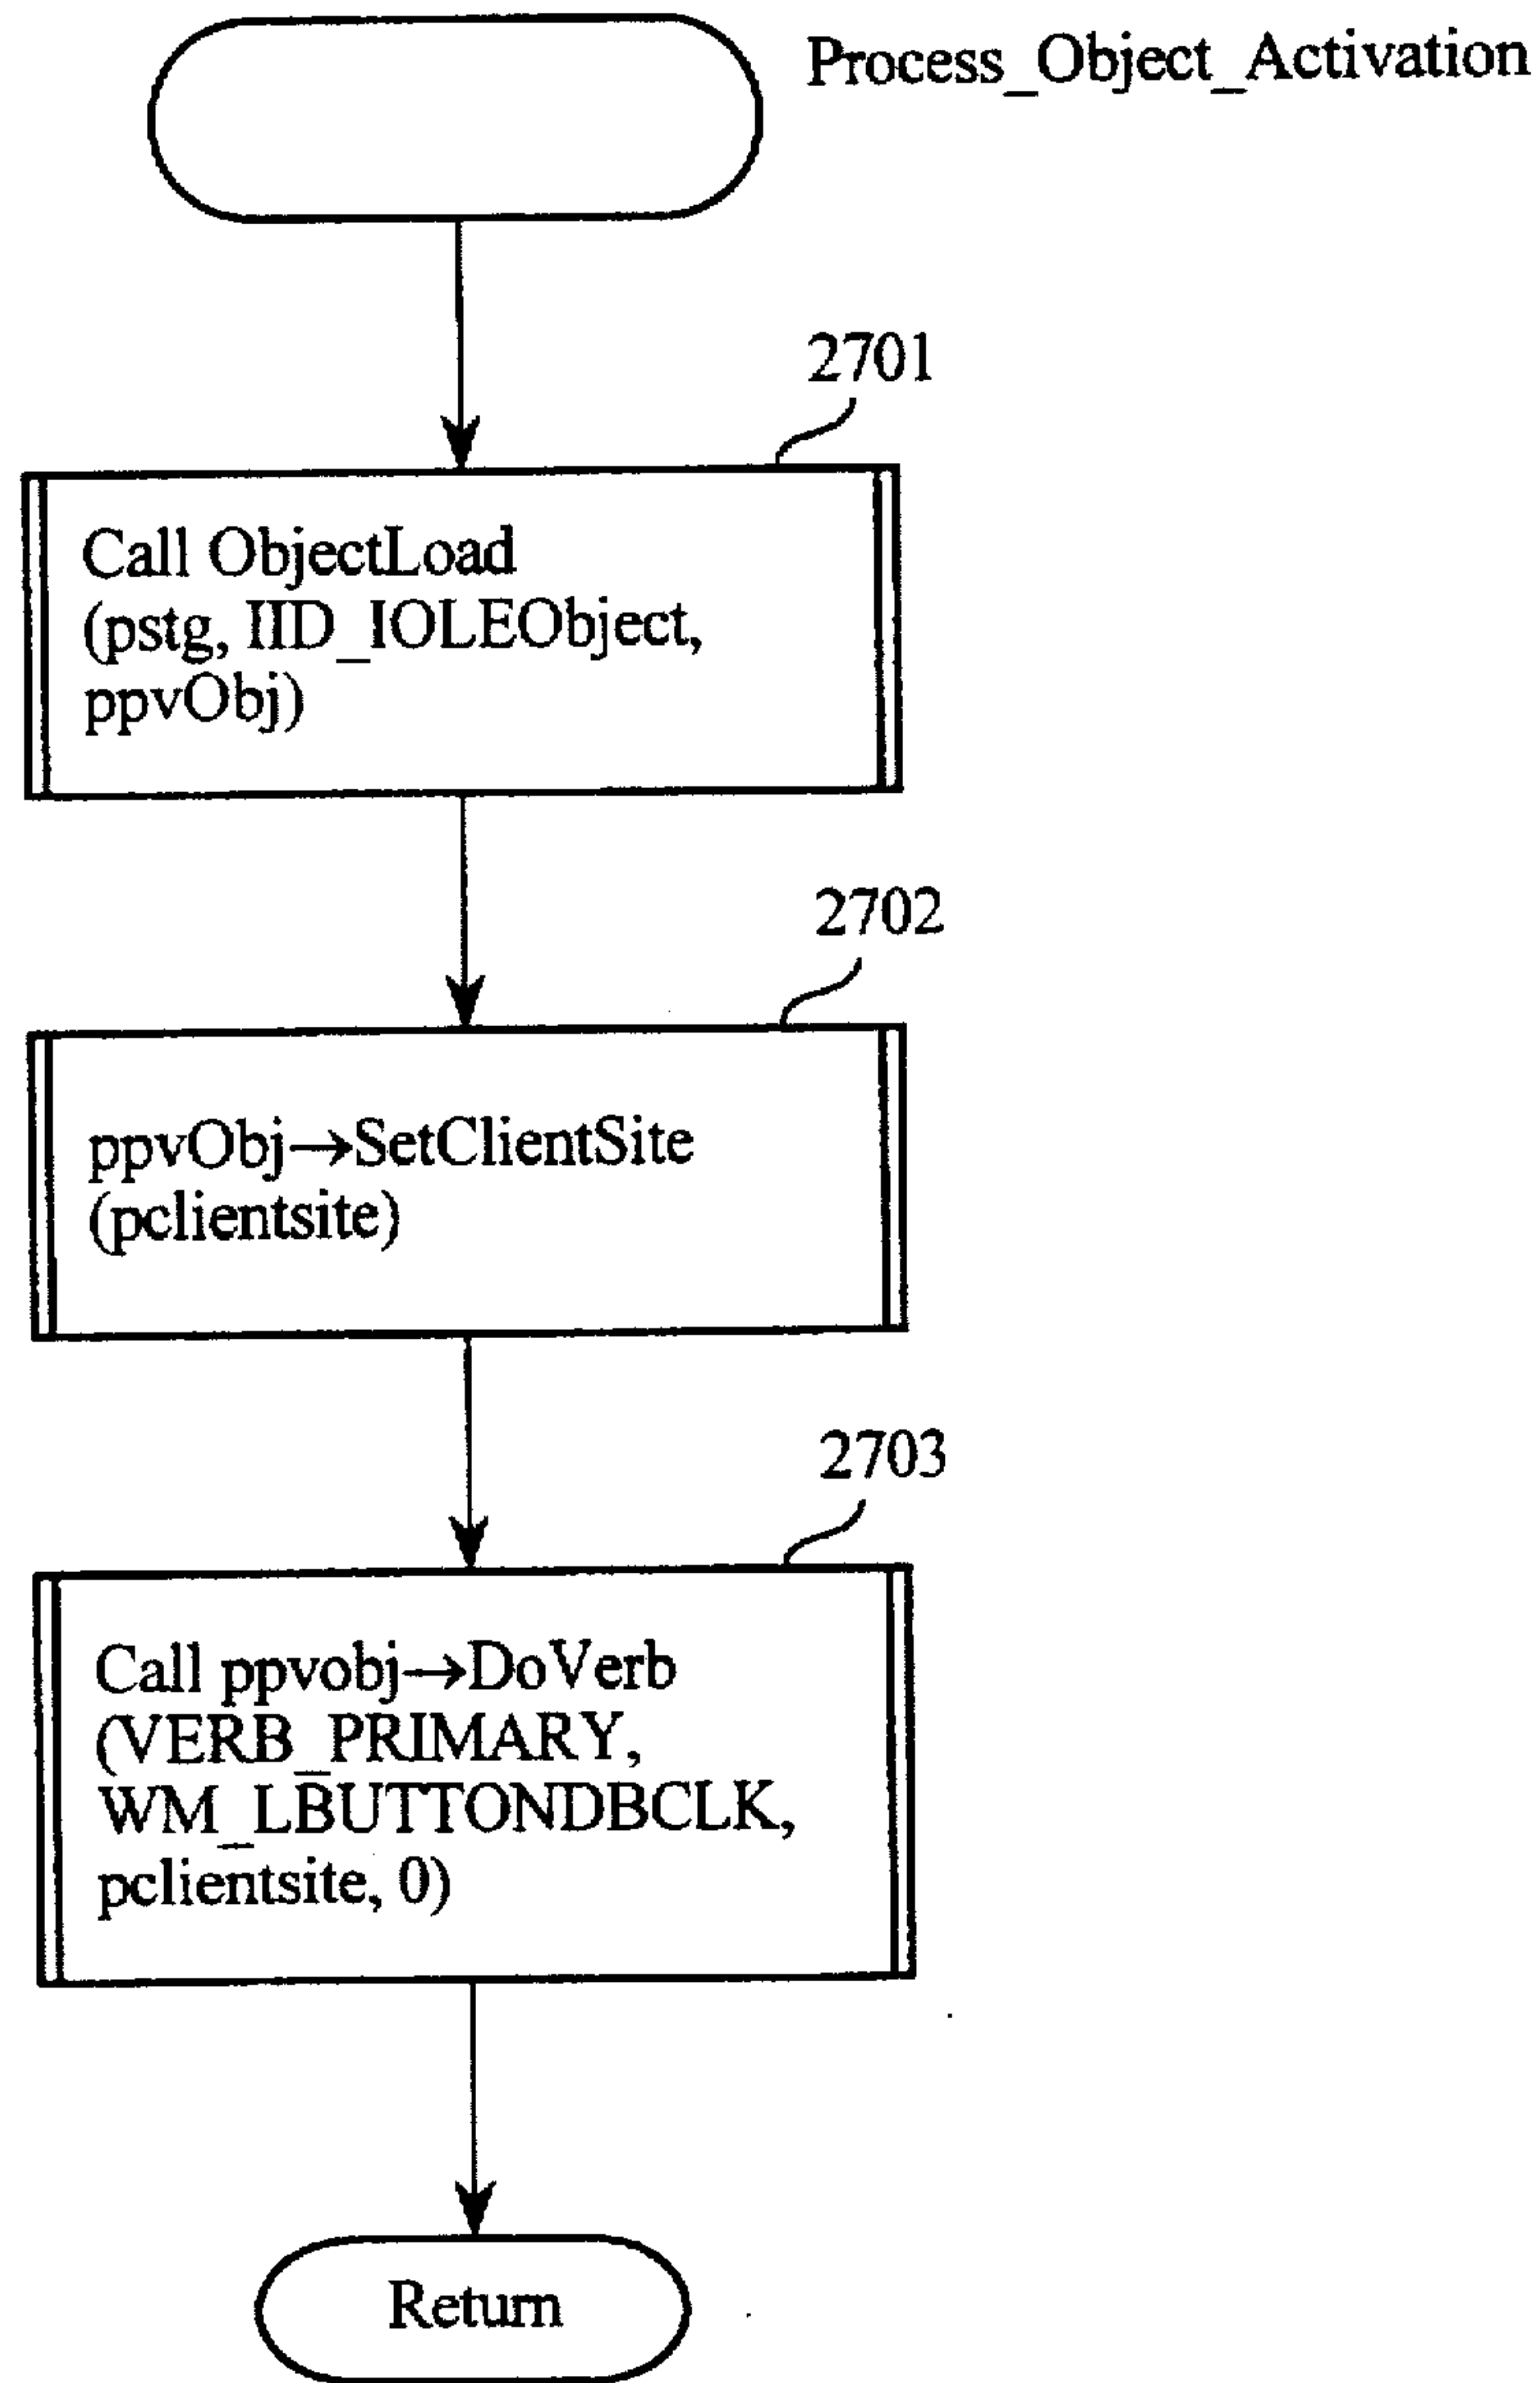 Process_Object_Activation
2701
Call ObjectLoad
(pstg, IID_IOLEObject,
ppvObj)
2702
ppvObj→SetClientSite
(pclientsite)
2703
Call ppvobj→DoVerb
(VERB_PRIMARY,
WM_LBUTTONDBCLK,
pclientsite, 0)
Return